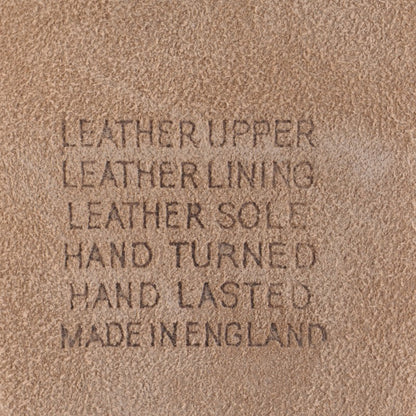 LEATHER UPPER
LEATHER LINING
LEATHER SOLE
HAND TURNED
HAND LASTED
MADE IN ENGLAND